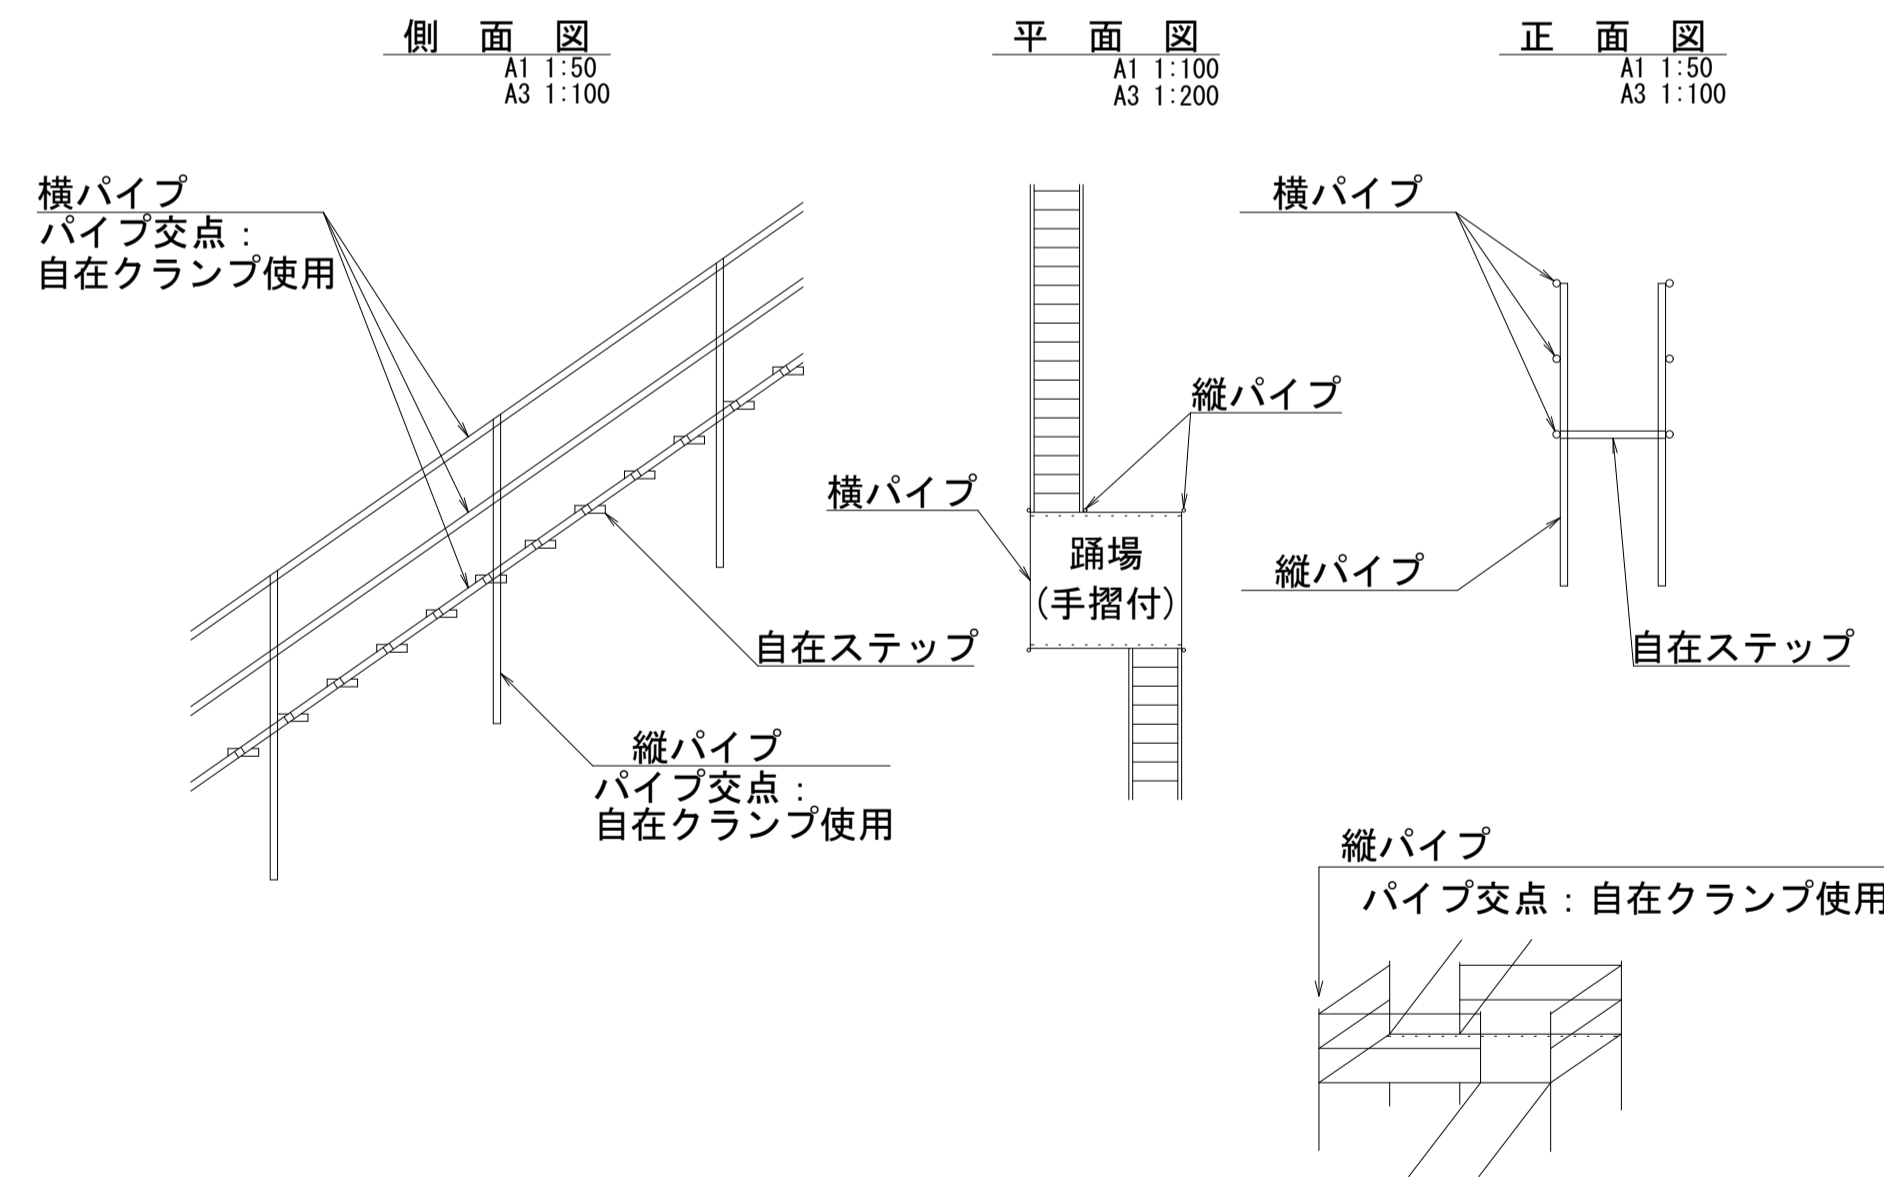 側面図
A1 1:50
A3 1:100
平面図
A1 1:100
A3 1:200
正面図
A1 1:50
A3 1:100
横パイプ
パイプ交点：
自在クランプ使用
自在ステップ
縦パイプ
パイプ交点：
自在クランプ使用
縦パイプ
横パイプ
踊場
(手摺付)
横パイプ
縦パイプ
自在ステップ
縦パイプ
パイプ交点：自在クランプ使用